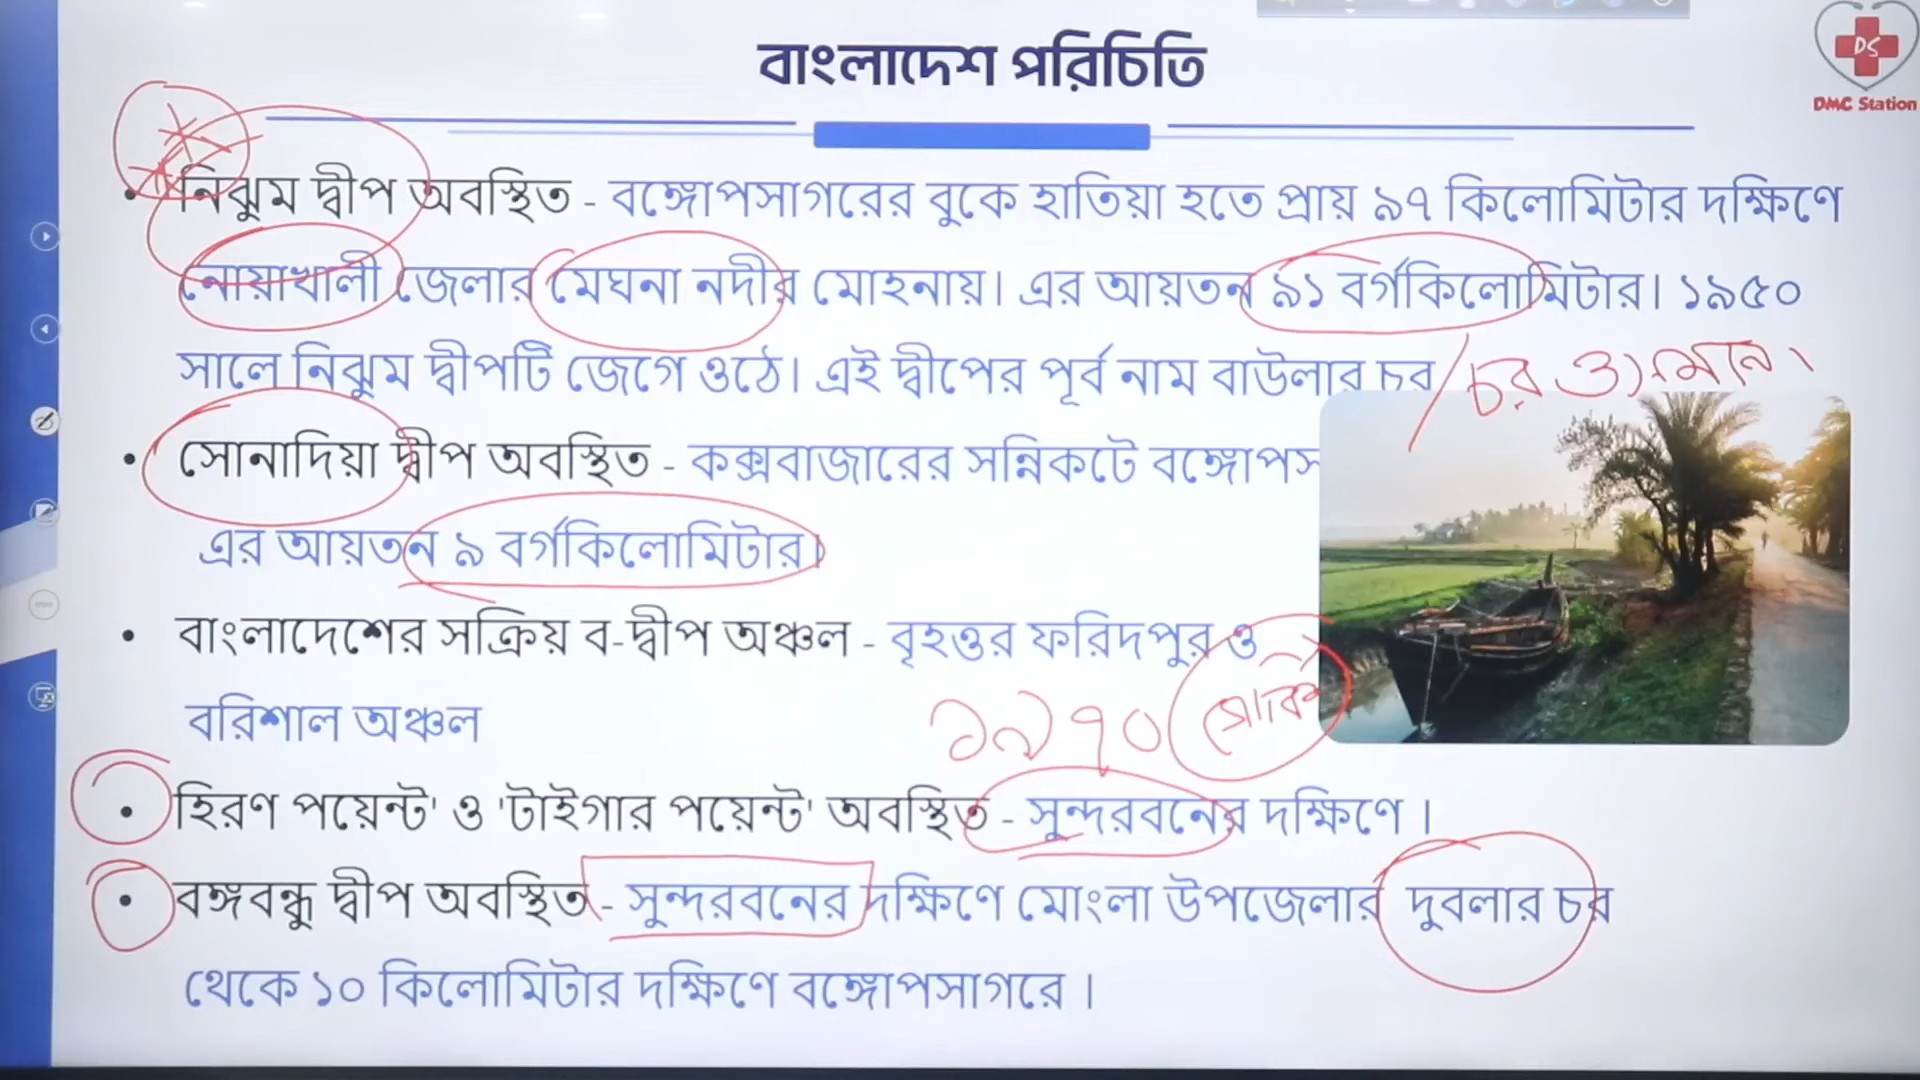 বাংলাদেশ পরিচিতি
DS
DMC Station
• নিঝুম দ্বীপ অবস্থিত - বঙ্গোপসাগরের বুকে হাতিয়া হতে প্রায় ৯৭ কিলোমিটার দক্ষিণে
নোয়াখালী জেলার মেঘনা নদীর মোহনায়। এর আয়তন ৯১ বর্গকিলোমিটার। ১৯৫০
সালে নিঝুম দ্বীপটি জেগে ওঠে। এই দ্বীপের পূর্ব নাম বাউলার চর / চর
• সোনাদিয়া দ্বীপ অবস্থিত - কক্সবাজারের সন্নিকটে বঙ্গোপস
এর আয়তন ৯ বর্গকিলোমিটার।
• বাংলাদেশের সক্রিয় ব-দ্বীপ অঞ্চল - বৃহত্তর ফরিদপুর ও
বরিশাল অঞ্চল
১৯৭০
• হিরণ পয়েন্ট' ও 'টাইগার পয়েন্ট' অবস্থিত - সুন্দরবনের দক্ষিণে ।
• বঙ্গবন্ধু দ্বীপ অবস্থিত - সুন্দরবনের দক্ষিণে মোংলা উপজেলার দুবলার চর
থেকে ১০ কিলোমিটার দক্ষিণে বঙ্গোপসাগরে ।